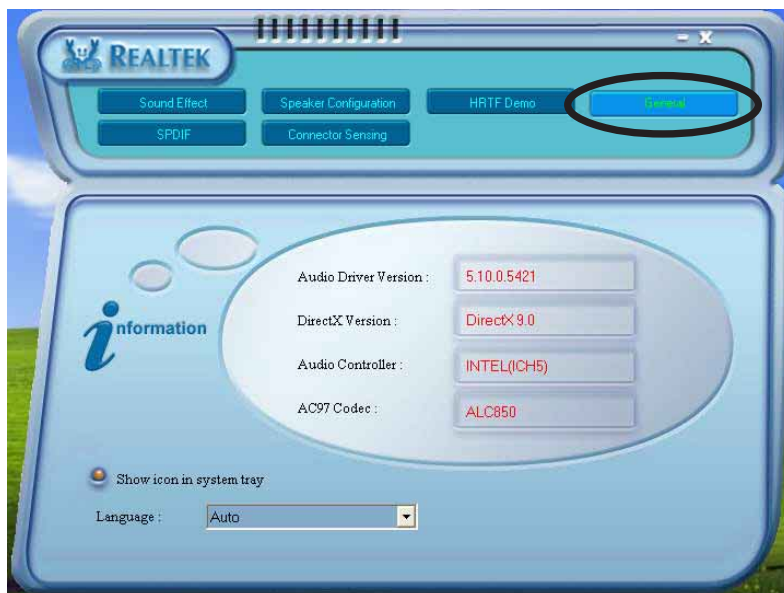 REALTEK
- X
Sound Effect
Speaker Configuration
HRTF Demo
General
SPDIF
Connector Sensing
information
Audio Driver Version :
5.10.0.5421
DirectX Version :
DirectX 9.0
Audio Controller :
INTEL(ICH5)
AC97 Codec :
ALC850
Show icon in system tray
Language :
Auto